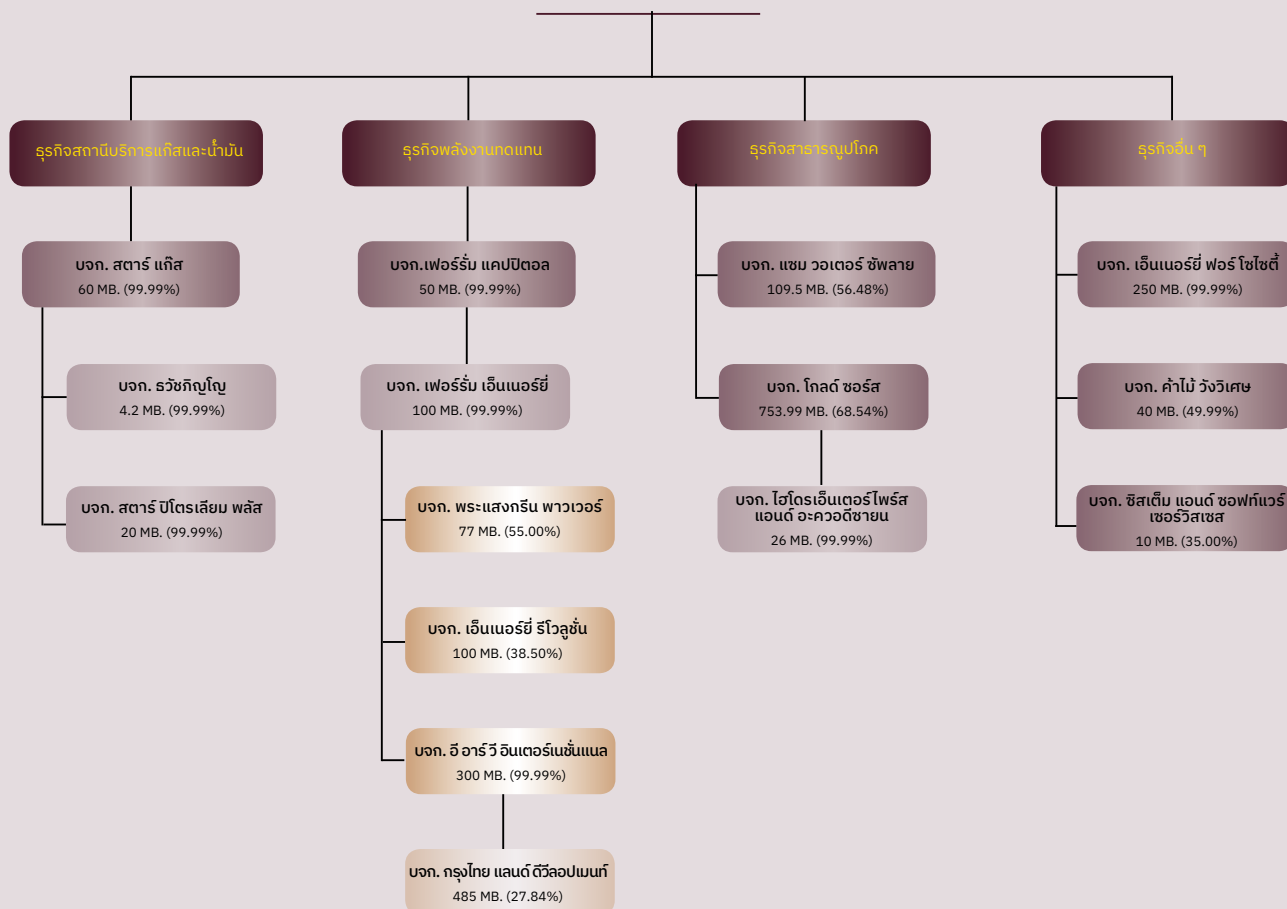 ธุรกิจสถานีบริการแก๊สและน้ำมัน
บจก. สตาร์ แก๊ส
60 MB. (99.99%)
บจก. ธวัชภิญโญ
4.2 MB. (99.99%)
บจก. สตาร์ ปิโตรเลียม พลัส
20 MB. (99.99%)
ธุรกิจพลังงานทดแทน
บจก.เฟอร์รั่ม แคปปิตอล
50 MB. (99.99%)
บจก. เฟอร์รั่ม เอ็นเนอร์ยี่
100 MB. (99.99%)
บจก. พระแสงกรีน พาวเวอร์
77 MB. (55.00%)
บจก. เอ็นเนอร์ยี่ รีโวลูชั่น
100 MB. (38.50%)
บจก. อี อาร์ วี อินเตอร์เนชั่นแนล
300 MB. (99.99%)
บจก. กรุงไทย แลนด์ ดีวีลอปเมนท์
485 MB. (27.84%)
ธุรกิจสาธารณูปโภค
บจก. แซม วอเตอร์ ซัพลาย
109.5 MB. (56.48%)
บจก. โกลด์ ชอร์ส
753.99 MB. (68.54%)
บจก. ไฮโดรเอ็นเตอร์ไพร์ส
แอนด์ อะควอดีซายน
26 MB. (99.99%)
ธุรกิจอื่น ๆ
บจก. เอ็นเนอร์ยี่ ฟอร์ โซไซตี้
250 MB. (99.99%)
บจก. ค้าไม้ วังวิเศษ
40 MB. (49.99%)
บจก. ซิสเต็ม แอนด์ ซอฟท์แวร์
เซอร์วิสเซส
10 MB. (35.00%)